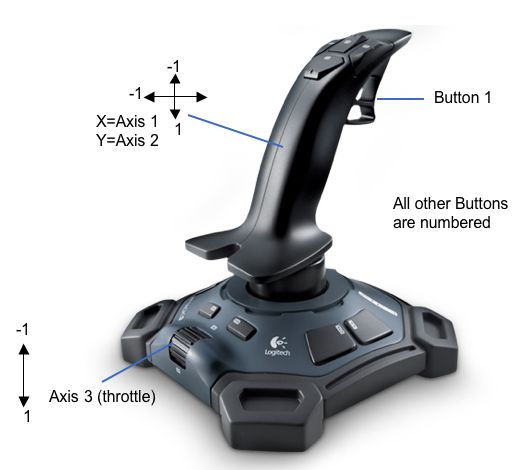 -1
-1
1
X=Axis 1
Y=Axis 2
Button 1
All other Buttons
are numbered
Logitech
-1
1
Axis 3 (throttle)